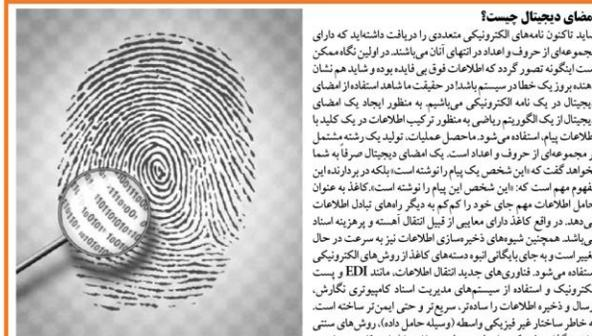 امضای دیجیتال چیست؟
شاید تاکنون نامه‌های الکترونیکی متعددی را دریافت داشته‌اید که دارای
مجموعه‌ای از حروف و اعداد در انتهای آنان می‌باشند. در اولین نگاه ممکن
است اینگونه تصور گردد که اطلاعات فوق بی فایده بوده و شاید هم نشان
دهنده بروز یک خطا در سیستم باشد! در حقیقت ما شاهد استفاده از امضای
دیجیتال در یک نامه الکترونیکی می‌باشیم. به منظور ایجاد یک امضای
دیجیتال از یک الگوریتم ریاضی به منظور ترکیب اطلاعات در یک کلید با
اطلاعات پیام، استفاده می‌شود. ماحصل عملیات، تولید یک رشته مشتمل
بر مجموعه‌ای از حروف و اعداد است. یک امضای دیجیتال صرفاً به شما
نخواهد گفت که «این شخص یک پیام را نوشته است» بلکه در بردارنده این
مفهوم مهم است که: «این شخص این پیام را نوشته است». کاغذ به عنوان
حامل اطلاعات مهم جای خود را کم کم به دیگر راه‌های تبادل اطلاعات
می‌دهد. در واقع کاغذ دارای معایبی از قبیل انتقال آهسته و پرهزینه اسناد
می‌باشد. همچنین شیوه‌های ذخیره‌سازی اطلاعات نیز به سرعت در حال
تغییر است و به جای بایگانی انبوه دسته‌های کاغذ از روش‌های الکترونیکی
استفاده می‌شود. فناوری‌های جدید انتقال اطلاعات، مانند EDI و پست
الکترونیک و استفاده از سیستم‌های مدیریت اسناد کامپیوتری نگارش،
ارسال و ذخیره اطلاعات را ساده‌تر، سریع‌تر و حتی ایمن‌تر ساخته است.
به خاطر ساختار غیر فیزیکی واسطه (وسیله حامل داده)، روش‌های سنتی